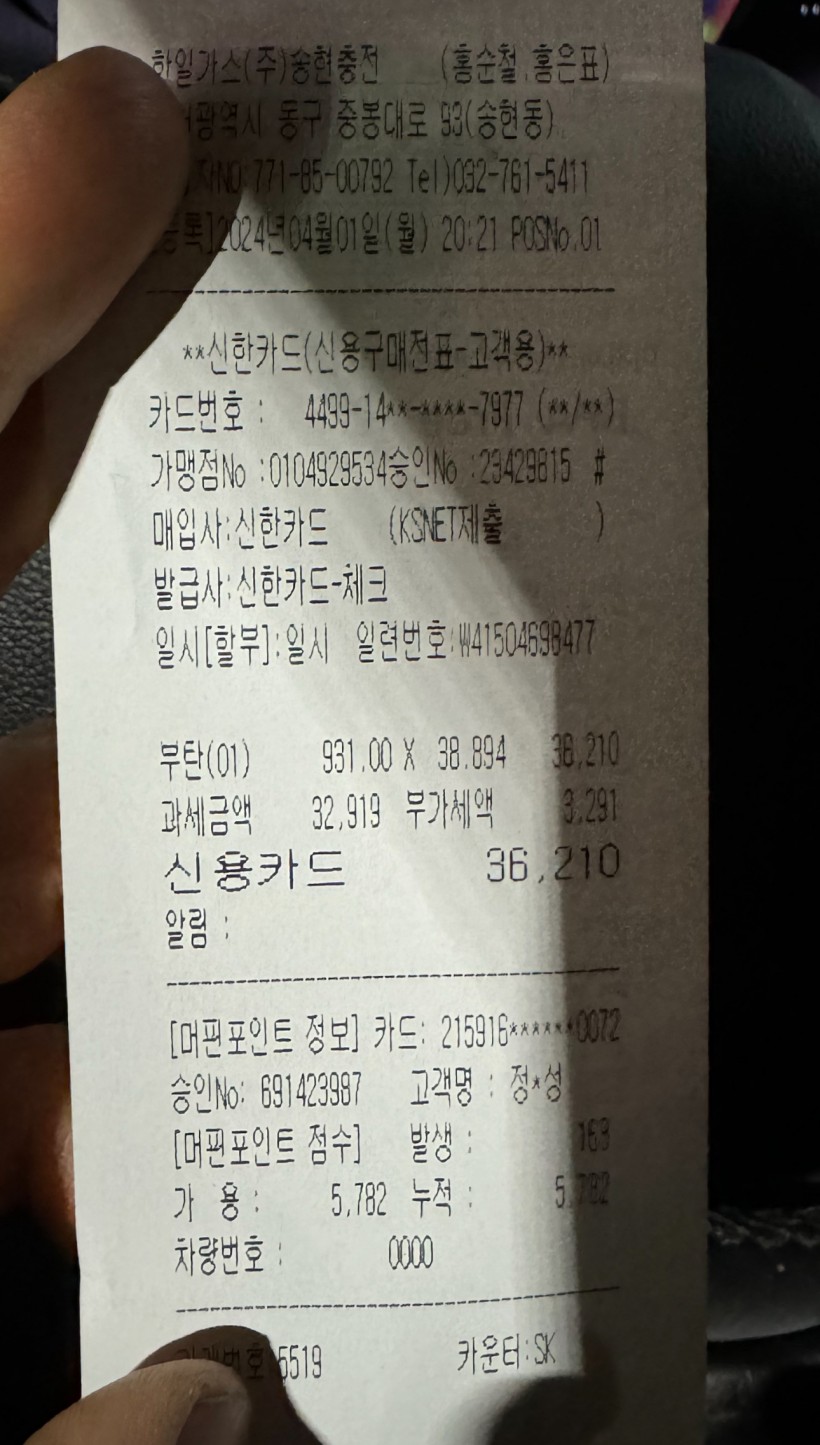 한일가스(주)송현충전 (홍순철,홍은표)
광역시 동구 중봉대로 93(송현동)
자NO:771-85-00792 Tel)032-761-5411
[등록]2024년04월01일(월) 20:21 POSNo.01
**신한카드(신용구매전표-고객용)**
카드번호 : 4499-14**-****-7977 (**/**)
가맹점No :0104929534승인No :23429815 #
매입사:신한카드 (KSNET제출 )
발급사:신한카드-체크
일시[할부]:일시 일련번호:W41504698477
부탄(01) 931.00 X 38.894 36,210
과세금액 32,919 부가세액 3,291
신용카드 36,210
알림 :
[머핀포인트 정보] 카드: 215916******0072
승인No: 691423987 고객명 : 정*성
[머핀포인트 점수] 발생 : 163
가 용 : 5,782 누적 : 5,782
차량번호 : 0000
5519 카운터:SK